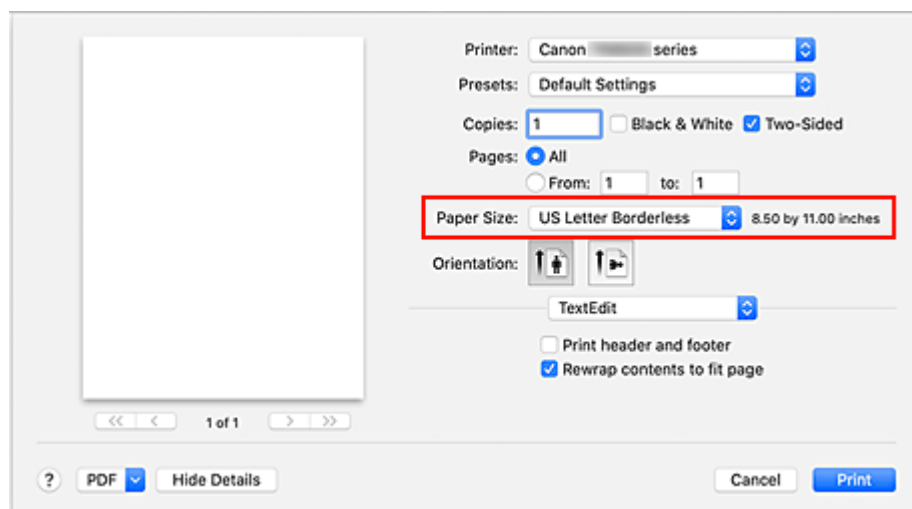 Printer: Canon series
Presets: Default Settings
Copies: 1 Black & White Two-Sided
Pages: All
From: 1 to: 1
Paper Size: US Letter Borderless 8.50 by 11.00 inches
Orientation:
TextEdit
Print header and footer
Rewrap contents to fit page
<< < 1 of 1 > >>
? PDF Hide Details Cancel Print